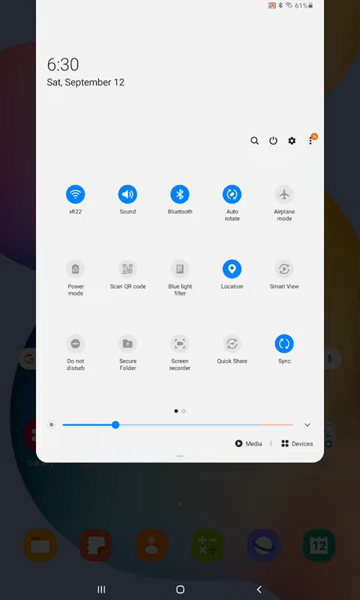 61%
6:30
Sat, September 12
N
xfi22
Sound
Bluetooth
Auto
rotate
Airplane
mode
Power
mode
Scan QR code
Blue light
filter
Location
Smart View
Do not
disturb
Secure
Folder
Screen
recorder
Quick Share
Sync
Media
Devices
12